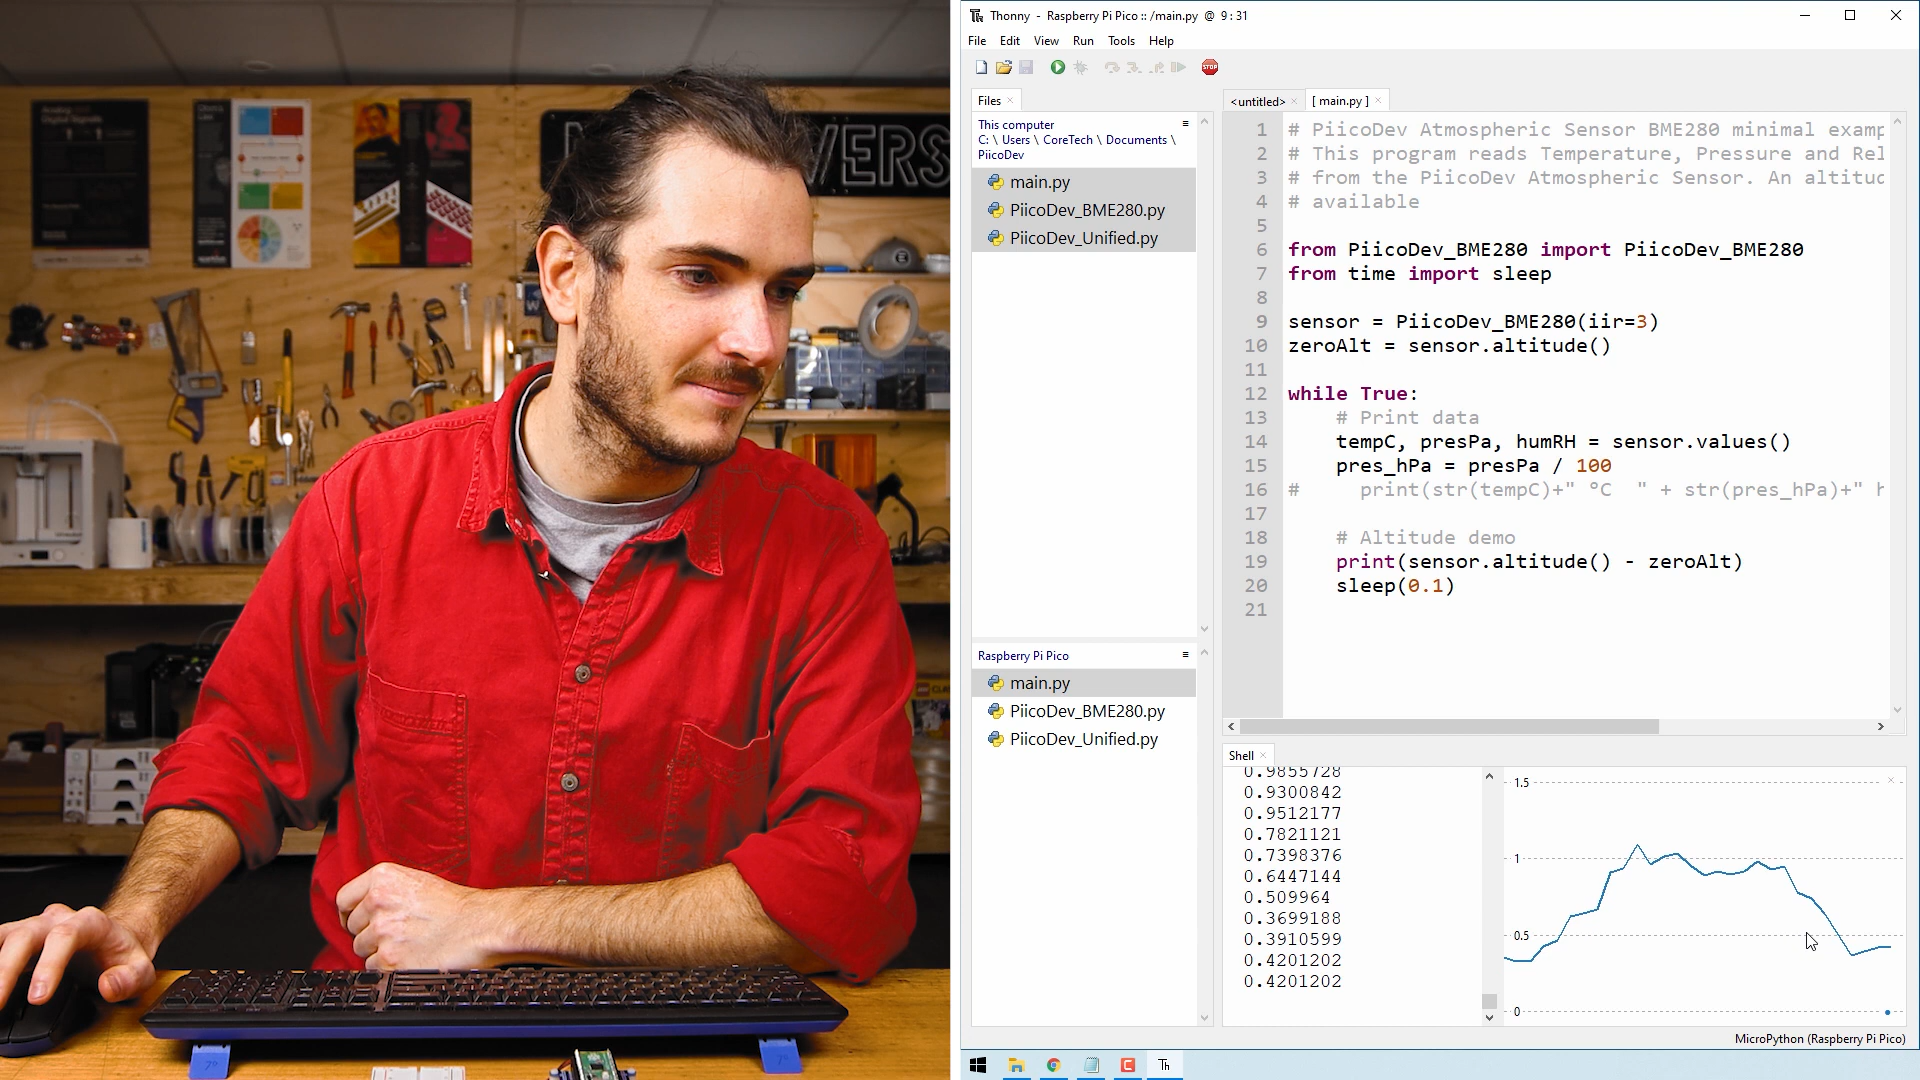 Thonny - Raspberry Pi Pico :: /main.py @ 9:31
File Edit View Run Tools Help
STOP
Files
<untitled> [ main.py ]
This computer
C: \ Users \ CoreTech \ Documents \
PiicoDev
main.py
PiicoDev_BME280.py
PiicoDev_Unified.py
Raspberry Pi Pico
main.py
PiicoDev_BME280.py
PiicoDev_Unified.py
1 # PiicoDev Atmospheric Sensor BME280 minimal examp
2 # This program reads Temperature, Pressure and Rel
3 # from the PiicoDev Atmospheric Sensor. An altitud
4 # available
5
6 from PiicoDev_BME280 import PiicoDev_BME280
7 from time import sleep
8
9 sensor = PiicoDev_BME280(iir=3)
10 zeroAlt = sensor.altitude()
11
12 while True:
13 # Print data
14 tempC, presPa, humRH = sensor.values()
15 pres_hPa = presPa / 100
16 # print(str(tempC)+" °C  " + str(pres_hPa)+" h
17
18 # Altitude demo
19 print(sensor.altitude() - zeroAlt)
20 sleep(0.1)
21
Shell
0.9855728
0.9300842
0.9512177
0.7821121
0.7398376
0.6447144
0.509964
0.3699188
0.3910599
0.4201202
0.4201202
1.5
1
0.5
0
MicroPython (Raspberry Pi Pico)
Th
VERS